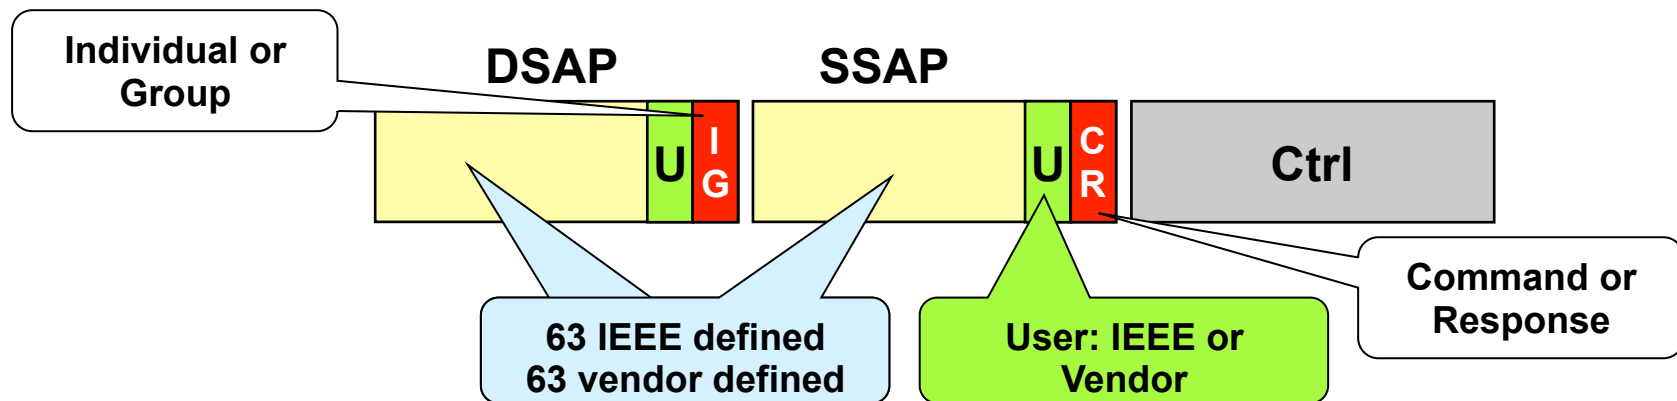 Individual or
Group
DSAP
SSAP
U
I
G
U
C
R
Ctrl
63 IEEE defined
63 vendor defined
User: IEEE or
Vendor
Command or
Response